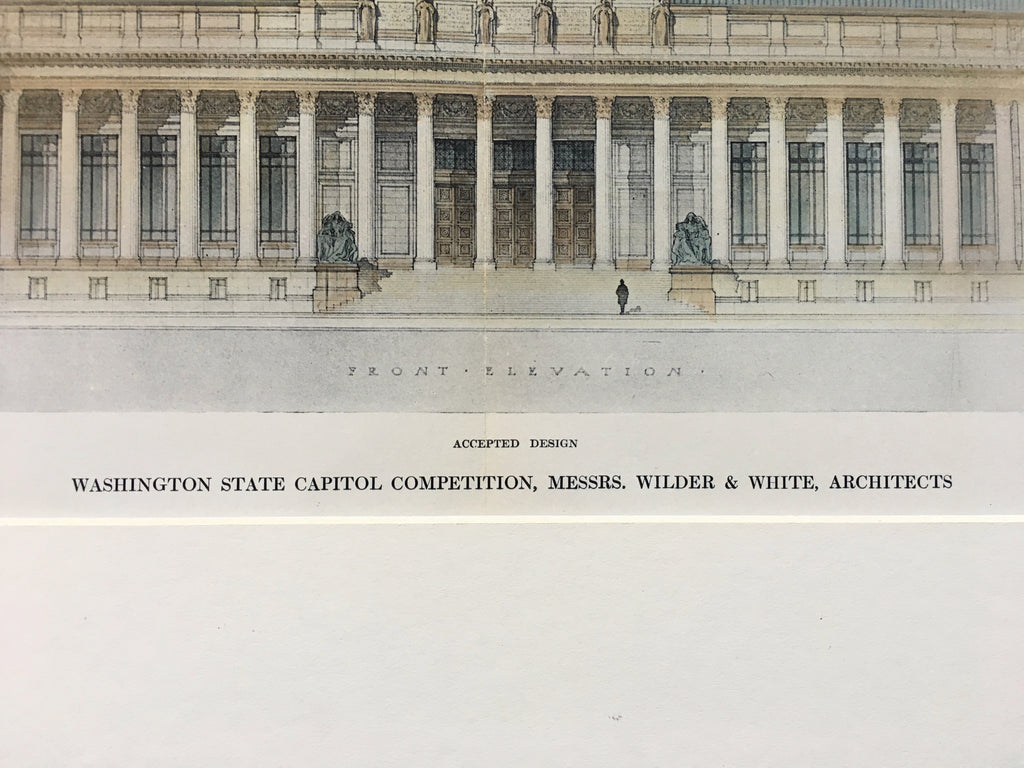 FRONT · ELEVATION ·
ACCEPTED DESIGN
WASHINGTON STATE CAPITOL COMPETITION, MESSRS. WILDER & WHITE, ARCHITECTS